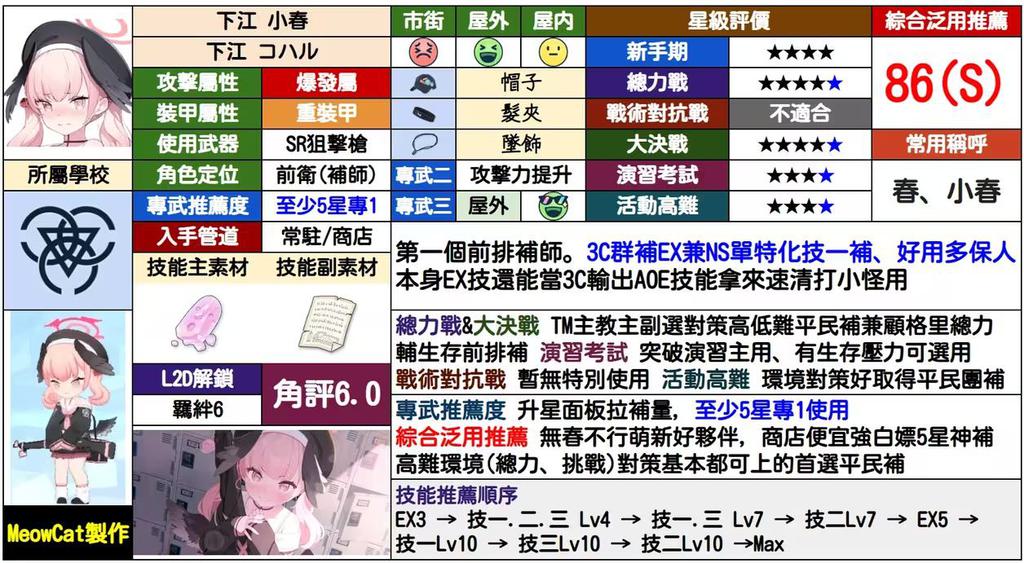 下江 小春
下江 コハル
攻擊屬性 爆發屬
裝甲屬性 重裝甲
使用武器 SR狙擊槍
角色定位 前衛(補師)
所屬學校
專武推薦度 至少5星專1
入手管道 常駐/商店
技能主素材 技能副素材
L2D解鎖
羈絆6
角評6.0
MeowCat製作
市街 屋外 屋内
帽子
髮夾
墜飾
專武二 攻擊力提升
專武三 屋外
星級評價
新手期 ★★★★
總力戰 ★★★★★
戰術對抗戰 不適合
大決戰 ★★★★★
演習考試 ★★★★
活動高難 ★★★★
綜合泛用推薦
86(S)
常用稱呼
春、小春
第一個前排補師。3C群補EX兼NS單特化技一補、好用多保人
本身EX技還能當3C輸出AOE技能拿來速清打小怪用
總力戰&大決戰 TM主教主副選對策高低難平民補兼顧格里總力
輔生存前排補 演習考試 突破演習主用、有生存壓力可選用
戰術對抗戰 暫無特別使用 活動高難 環境對策好取得平民團補
專武推薦度 升星面板拉補量，至少5星專1使用
綜合泛用推薦 無春不行萌新好夥伴，商店便宜強白嫖5星神補
高難環境(總力、挑戰)對策基本都可上的首選平民補
技能推薦順序
EX3 → 技一.二.三 Lv4 → 技一.三 Lv7 → 技二Lv7 → EX5 →
技一Lv10 → 技三Lv10 → 技二Lv10 →Max